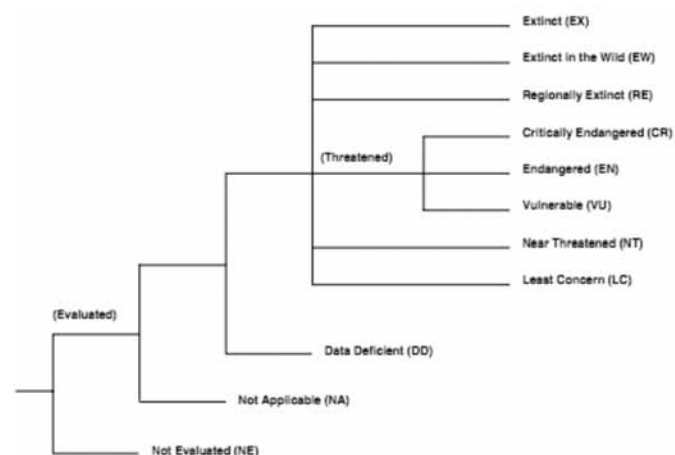 Extinct (EX)
Extinct in the Wild (EW)
Regionally Extinct (RE)
Critically Endangered (CR)
(Threatened)
Endangered (EN)
Vulnerable (VU)
Near Threatened (NT)
Least Concern (LC)
(Evaluated)
Data Deficient (DD)
Not Applicable (NA)
Not Evaluated (NE)